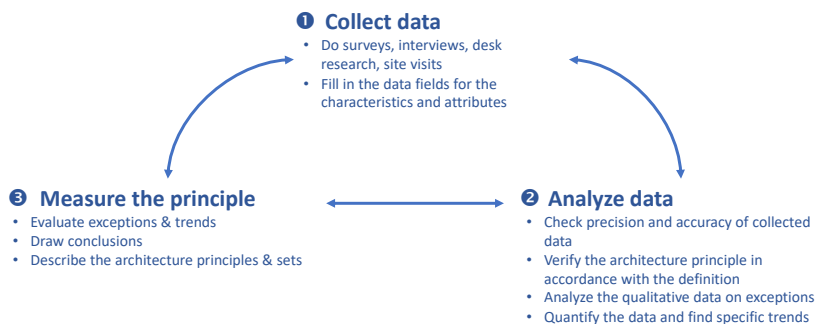 ❶ Collect data
• Do surveys, interviews, desk
research, site visits
• Fill in the data fields for the
characteristics and attributes
❷ Analyze data
• Check precision and accuracy of collected
data
• Verify the architecture principle in
accordance with the definition
• Analyze the qualitative data on exceptions
• Quantify the data and find specific trends
❸ Measure the principle
• Evaluate exceptions & trends
• Draw conclusions
• Describe the architecture principles & sets